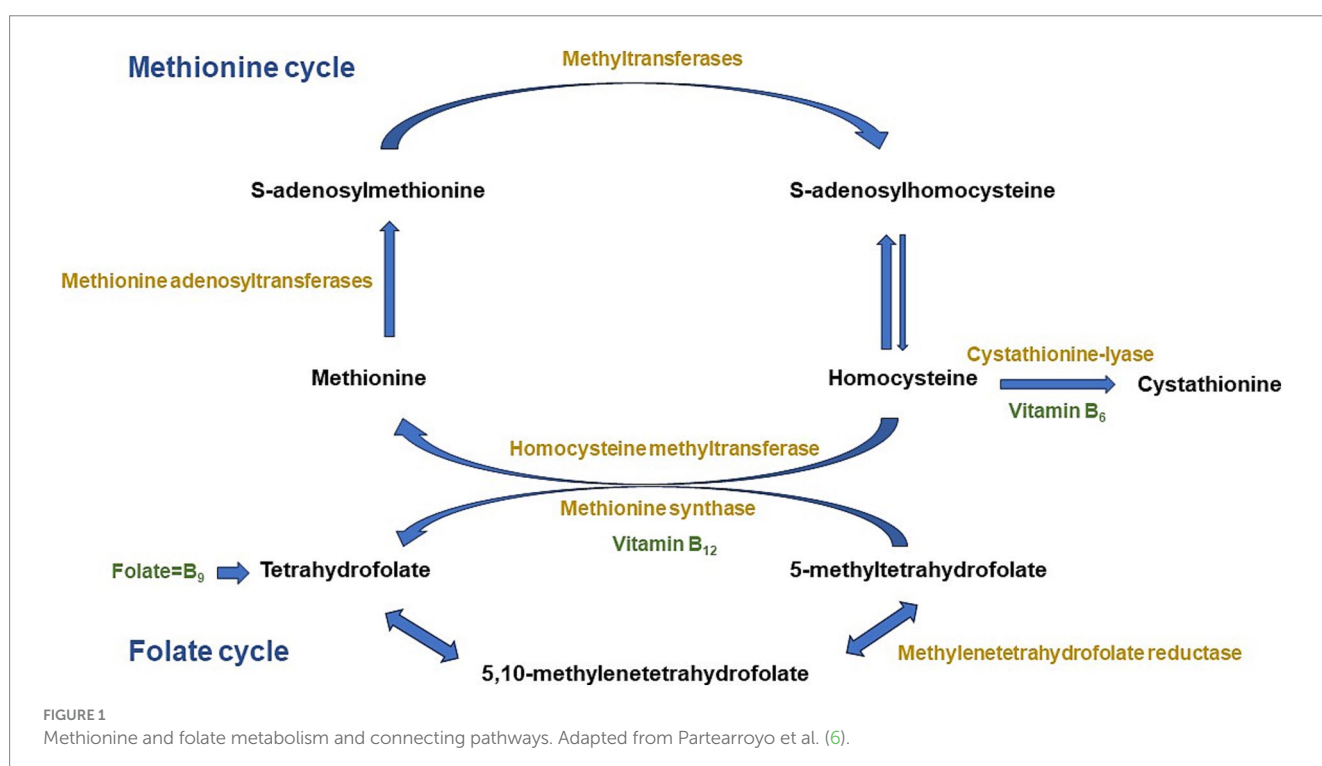 Methionine cycle
Methyltransferases
S-adenosylmethionine
S-adenosylhomocysteine
Methionine adenosyltransferases
Cystathionine-lyase
Methionine
Homocysteine
Cystathionine
Vitamin B₆
Homocysteine methyltransferase
Methionine synthase
Vitamin B₁₂
Folate=B₉
Tetrahydrofolate
5-methyltetrahydrofolate
Folate cycle
Methylenetetrahydrofolate reductase
5,10-methylenetetrahydrofolate
FIGURE 1
Methionine and folate metabolism and connecting pathways. Adapted from Partearroyo et al. (6).